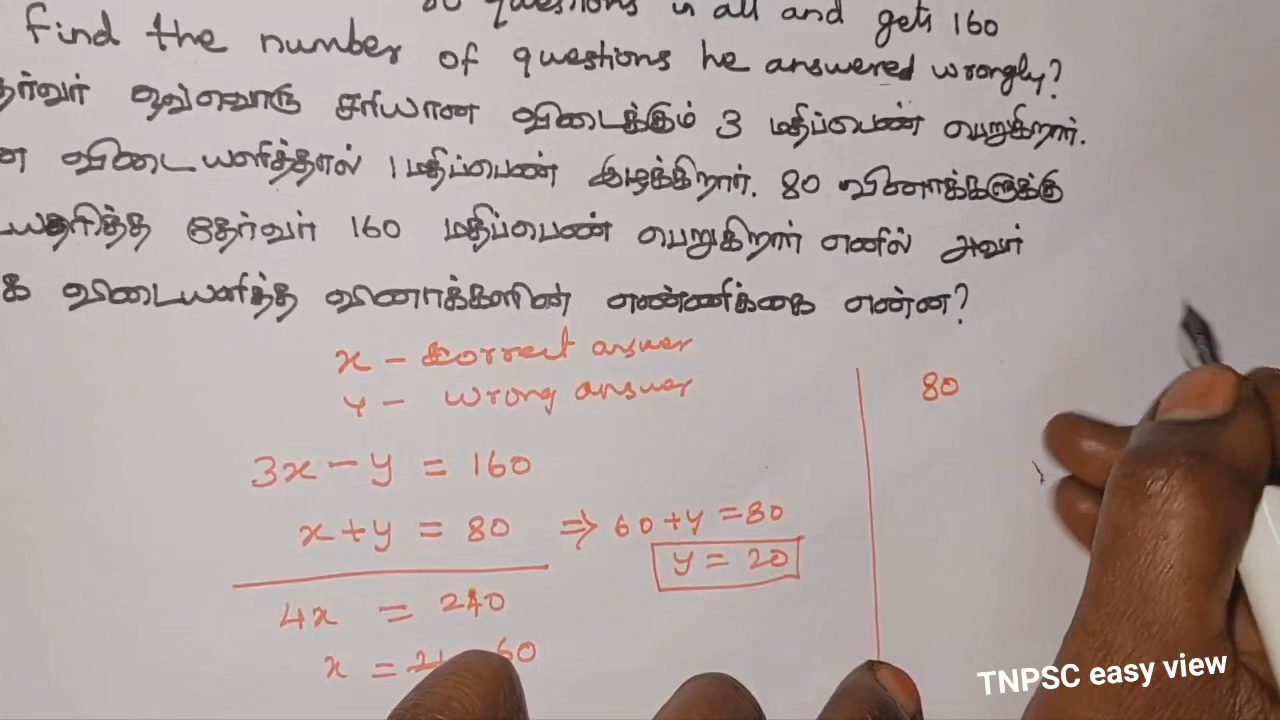 80 questions in all and gets 160
Find the number of questions he answered wrongly?
தேர்வர் ஒவ்வொரு சரியான விடைக்கும் 3 மதிப்பெண் பெறுகிறார்.
விடையளித்தால் 1 மதிப்பெண் இழக்கிறார். 80 வினாக்களுக்கு
யளித்த தேர்வர் 160 மதிப்பெண் பெறுகிறார் எனில் அவர்
விடையளித்த வினாக்களின் எண்ணிக்கை என்ன?
x - correct answer
y - wrong answer
80
3x - y = 160
x + y = 80 ⇒ 60 + y = 80
y = 20
4x = 240
x = 60
TNPSC easy view